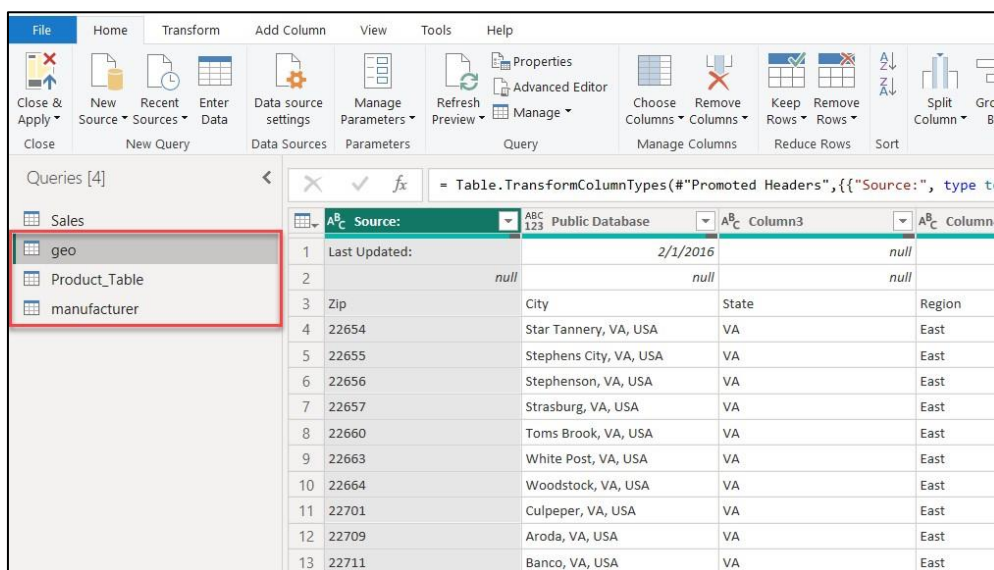 File Home Transform Add Column View Tools Help
Close & Apply
New Source
Recent Sources
Enter Data
Data source settings
Manage Parameters
Refresh Preview
Properties
Advanced Editor
Manage
Choose Columns
Remove Columns
Keep Rows
Remove Rows
Split Column
Close New Query Data Sources Parameters Query Manage Columns Reduce Rows Sort
Queries [4]
Sales
geo
Product_Table
manufacturer
fx = Table.TransformColumnTypes(#"Promoted Headers",{{"Source:", type
ABC Source: ABC 123 Public Database ABC Column3 ABC
1 Last Updated: 2/1/2016 null
2 null null null
3 Zip City State Region
4 22654 Star Tannery, VA, USA VA East
5 22655 Stephens City, VA, USA VA East
6 22656 Stephenson, VA, USA VA East
7 22657 Strasburg, VA, USA VA East
8 22660 Toms Brook, VA, USA VA East
9 22663 White Post, VA, USA VA East
10 22664 Woodstock, VA, USA VA East
11 22701 Culpeper, VA, USA VA East
12 22709 Aroda, VA, USA VA East
13 22711 Banco, VA, USA VA East